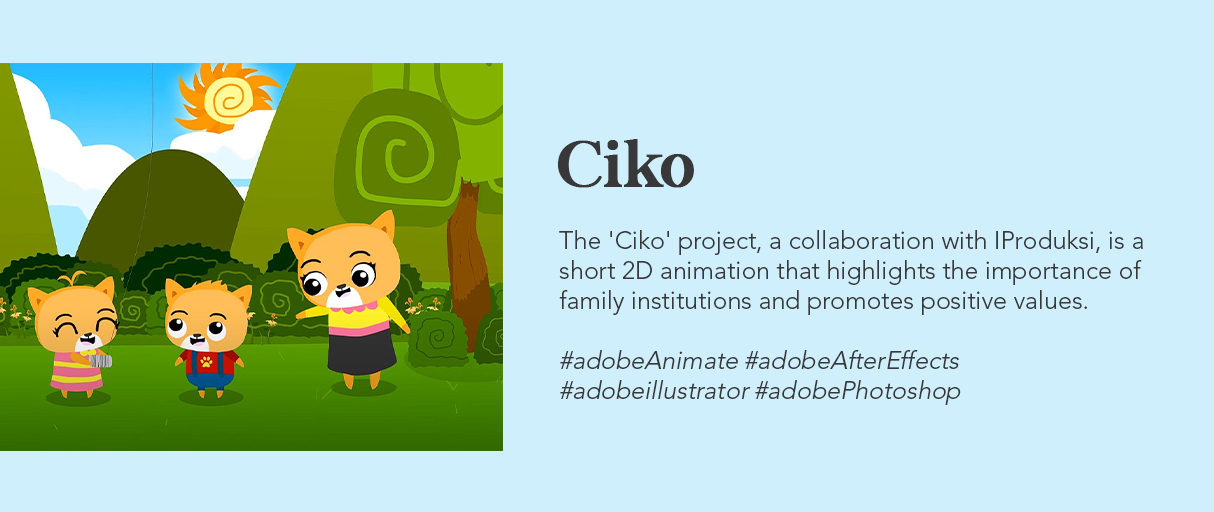 Ciko
The 'Ciko' project, a collaboration with IProduksi, is a
short 2D animation that highlights the importance of
family institutions and promotes positive values.
#adobeAnimate #adobeAfterEffects
#adobeillustrator #adobePhotoshop